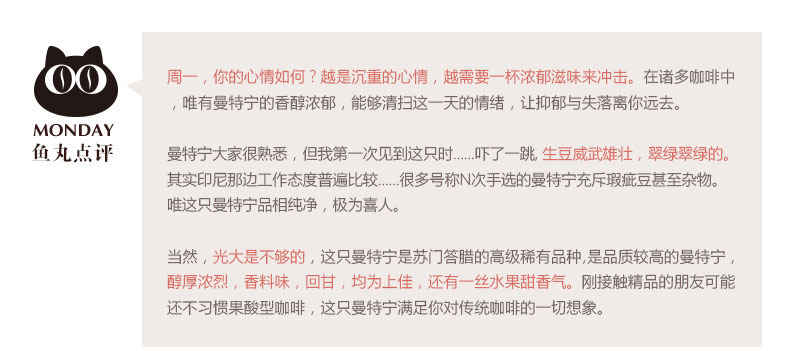 MONDAY
鱼丸点评
周一，你的心情如何？越是沉重的心情，越需要一杯浓郁滋味来冲击。在诸多咖啡中
，唯有曼特宁的香醇浓郁，能够清扫这一天的情绪，让抑郁与失落离你远去。
曼特宁大家很熟悉，但我第一次见到这只时......吓了一跳, 生豆威武雄壮，翠绿翠绿的。
其实印尼那边工作态度普遍比较......很多号称N次手选的曼特宁充斥瑕疵豆甚至杂物。
唯这只曼特宁品相纯净，极为喜人。
当然，光大是不够的，这只曼特宁是苏门答腊的高级稀有品种,是品质较高的曼特宁，
醇厚浓烈，香料味，回甘，均为上佳，还有一丝水果甜香气。刚接触精品的朋友可能
还不习惯果酸型咖啡，这只曼特宁满足你对传统咖啡的一切想象。